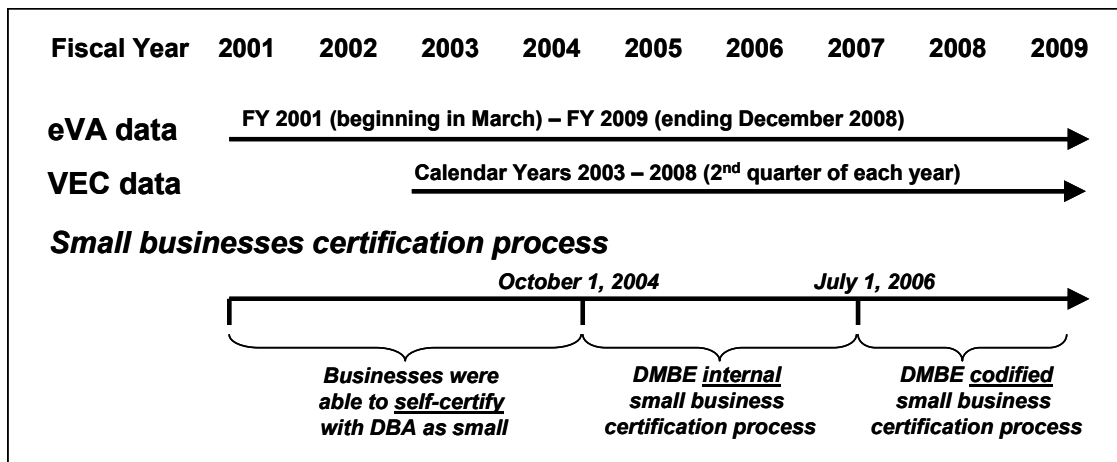 Fiscal Year 2001 2002 2003 2004 2005 2006 2007 2008 2009
eVA data FY 2001 (beginning in March) – FY 2009 (ending December 2008)
VEC data Calendar Years 2003 – 2008 (2nd quarter of each year)
Small businesses certification process
October 1, 2004 July 1, 2006
Businesses were
able to self-certify
with DBA as small
DMBE internal
small business
certification process
DMBE codified
small business
certification process